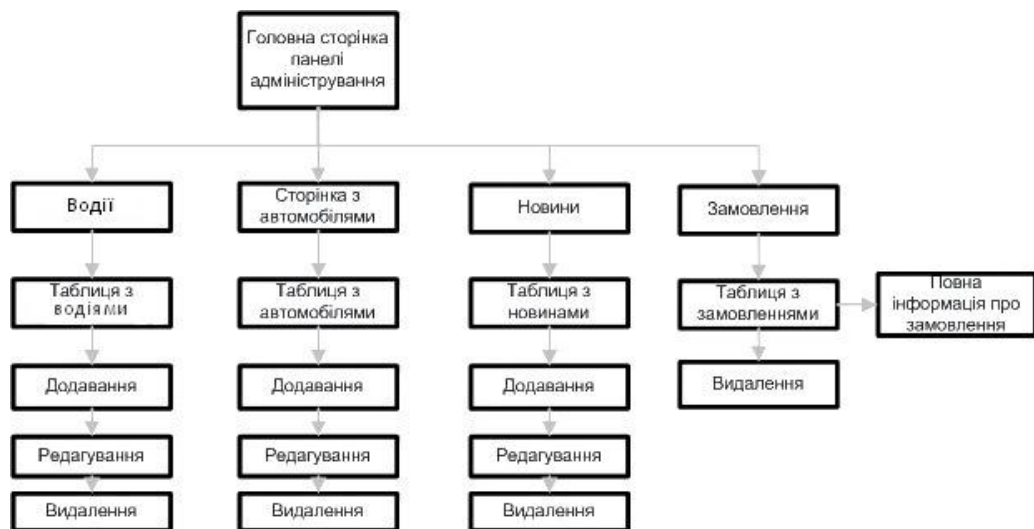 Головна сторінка
панелі
адміністрування
Водії
Сторінка з
автомобілями
Новини
Замовлення
Таблиця з
водіями
Таблиця з
автомобілями
Таблиця з
новинами
Таблиця з
замовленнями
Повна
інформація про
замовлення
Додавання
Додавання
Додавання
Видалення
Редагування
Редагування
Редагування
Видалення
Видалення
Видалення